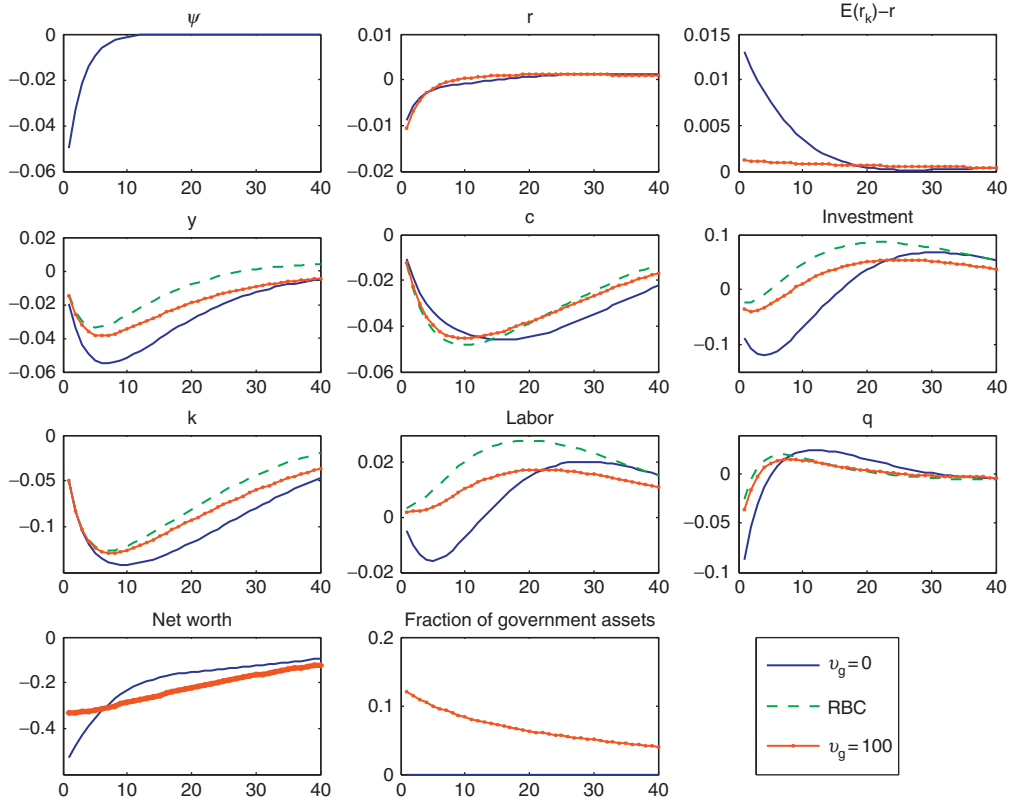 ψ
r
E(r_k)−r
0
−0.02
−0.04
−0.06
0 10 20 30 40
0.01
0
−0.01
−0.02
0 10 20 30 40
0.015
0.01
0.005
0
0 10 20 30 40
y
c
Investment
0.02
0
−0.02
−0.04
−0.06
0 10 20 30 40
0
−0.02
−0.04
−0.06
0 10 20 30 40
0.1
0
−0.1
0 10 20 30 40
k
Labor
q
0
−0.05
−0.1
0 10 20 30 40
0.02
0
−0.02
0 10 20 30 40
0
−0.05
−0.1
0 10 20 30 40
Net worth
Fraction of government assets
0
−0.2
−0.4
0 10 20 30 40
0.2
0.1
0
0 10 20 30 40
υ_g=0
RBC
υ_g=100